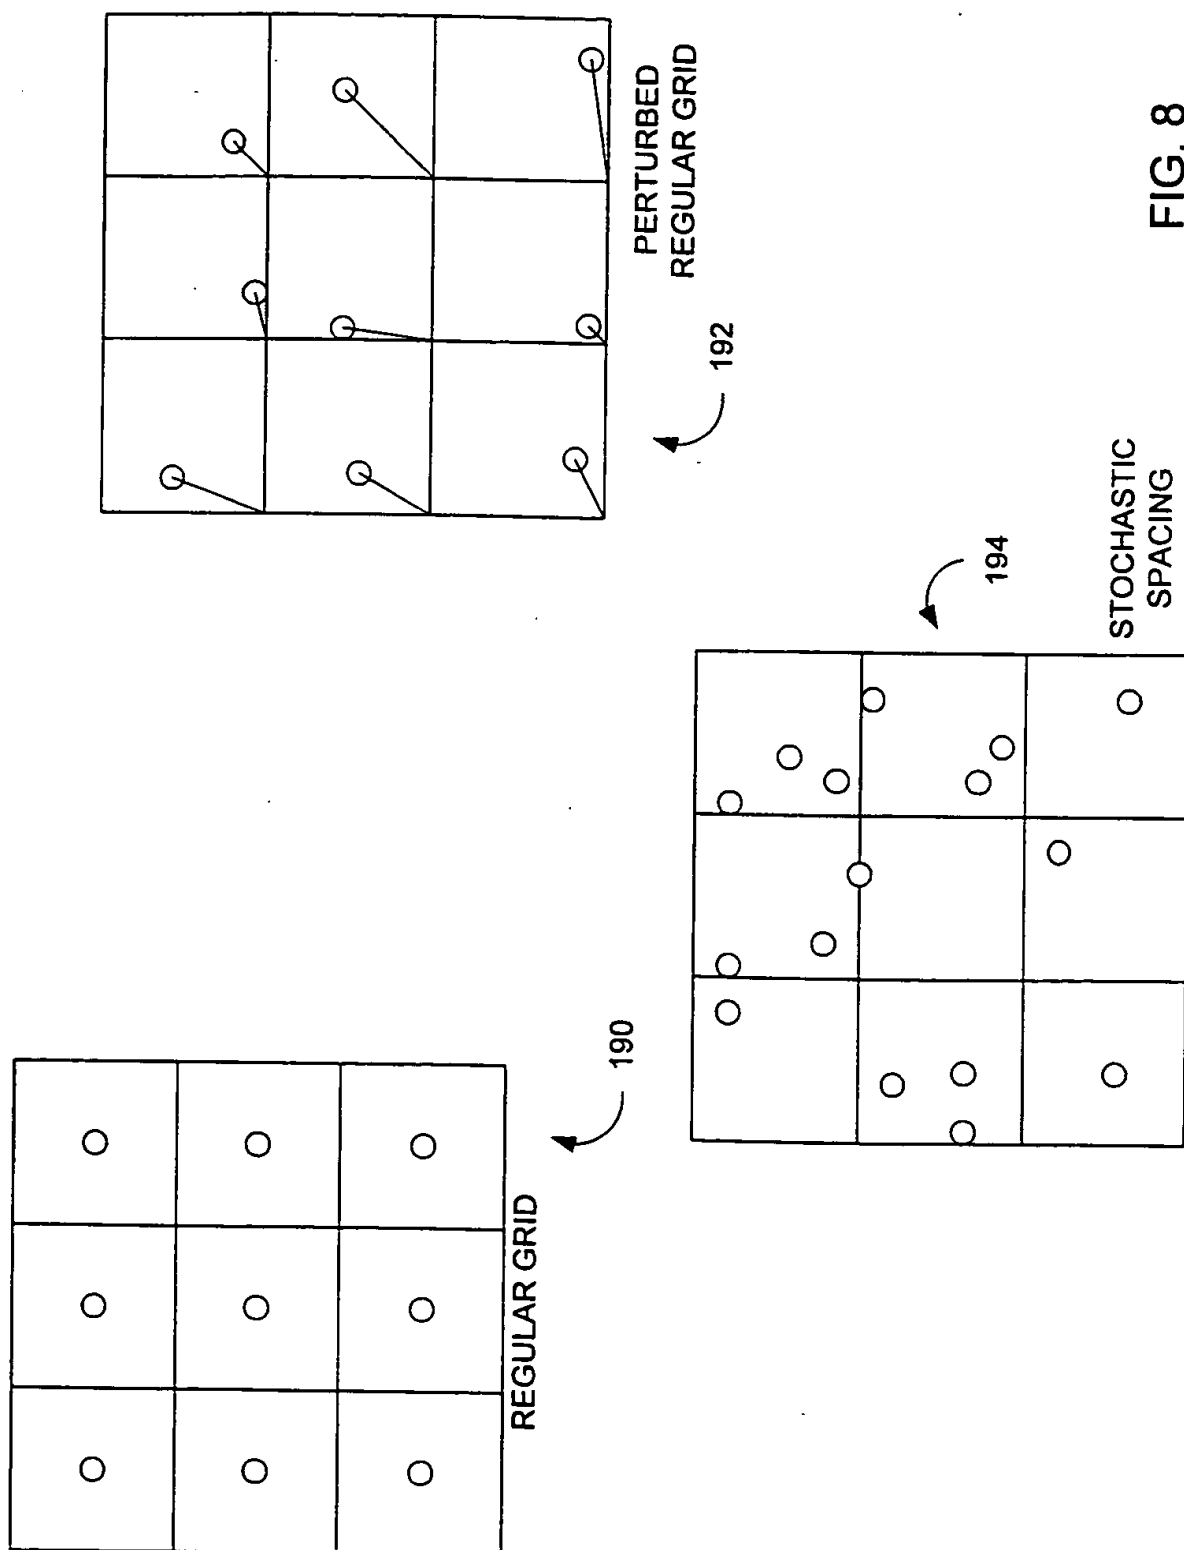 REGULAR GRID
190
PERTURBED
REGULAR GRID
192
194
STOCHASTIC
SPACING
FIG. 8